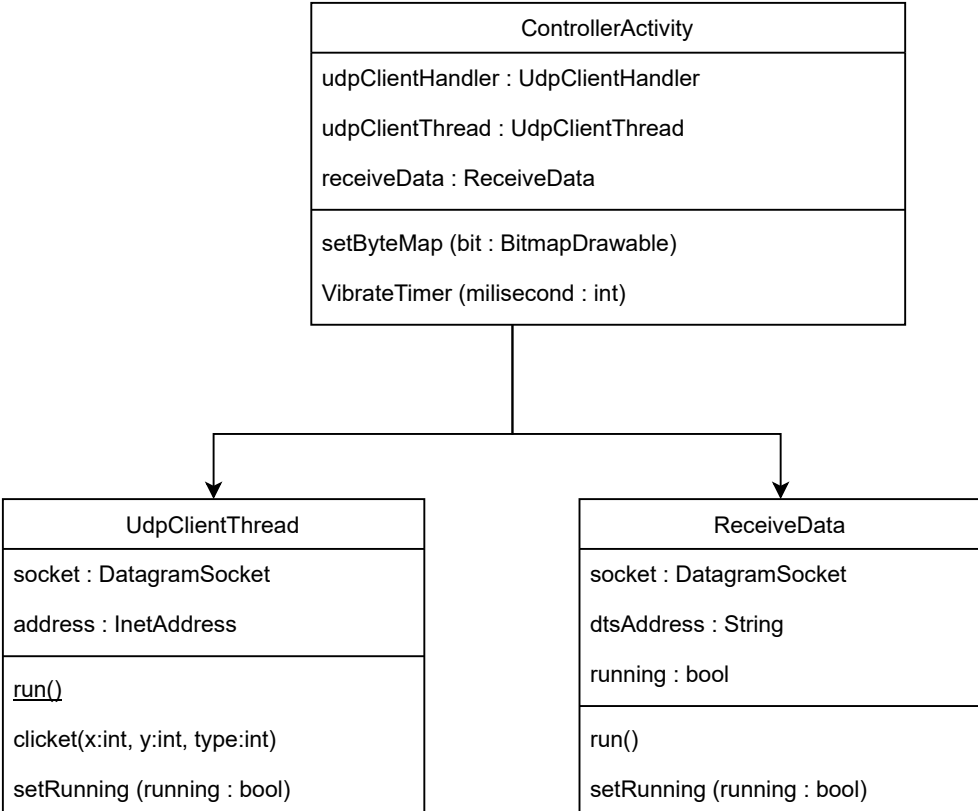 ControllerActivity
udpClientHandler : UdpClientHandler
udpClientThread : UdpClientThread
receiveData : ReceiveData
setByteMap (bit : BitmapDrawable)
VibrateTimer (milisecond : int)
UdpClientThread
socket : DatagramSocket
address : InetAddress
run()
clicket(x:int, y:int, type:int)
setRunning (running : bool)
ReceiveData
socket : DatagramSocket
dtsAddress : String
running : bool
run()
setRunning (running : bool)